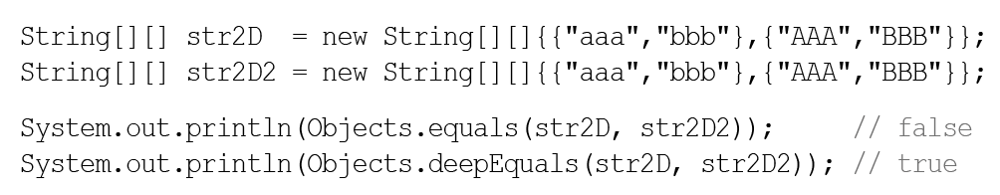 String[][] str2D  = new String[][]{{"aaa","bbb"},{"AAA","BBB"}};
String[][] str2D2 = new String[][]{{"aaa","bbb"},{"AAA","BBB"}};
System.out.println(Objects.equals(str2D, str2D2));     // false
System.out.println(Objects.deepEquals(str2D, str2D2)); // true